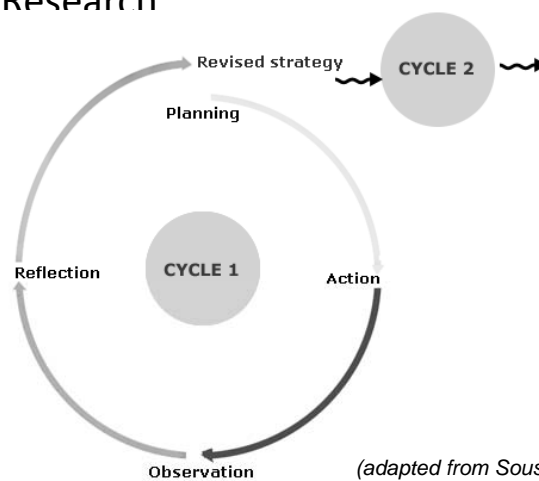 Research
Revised strategy
CYCLE 2
Planning
CYCLE 1
Reflection
Action
Observation
(adapted from Sous